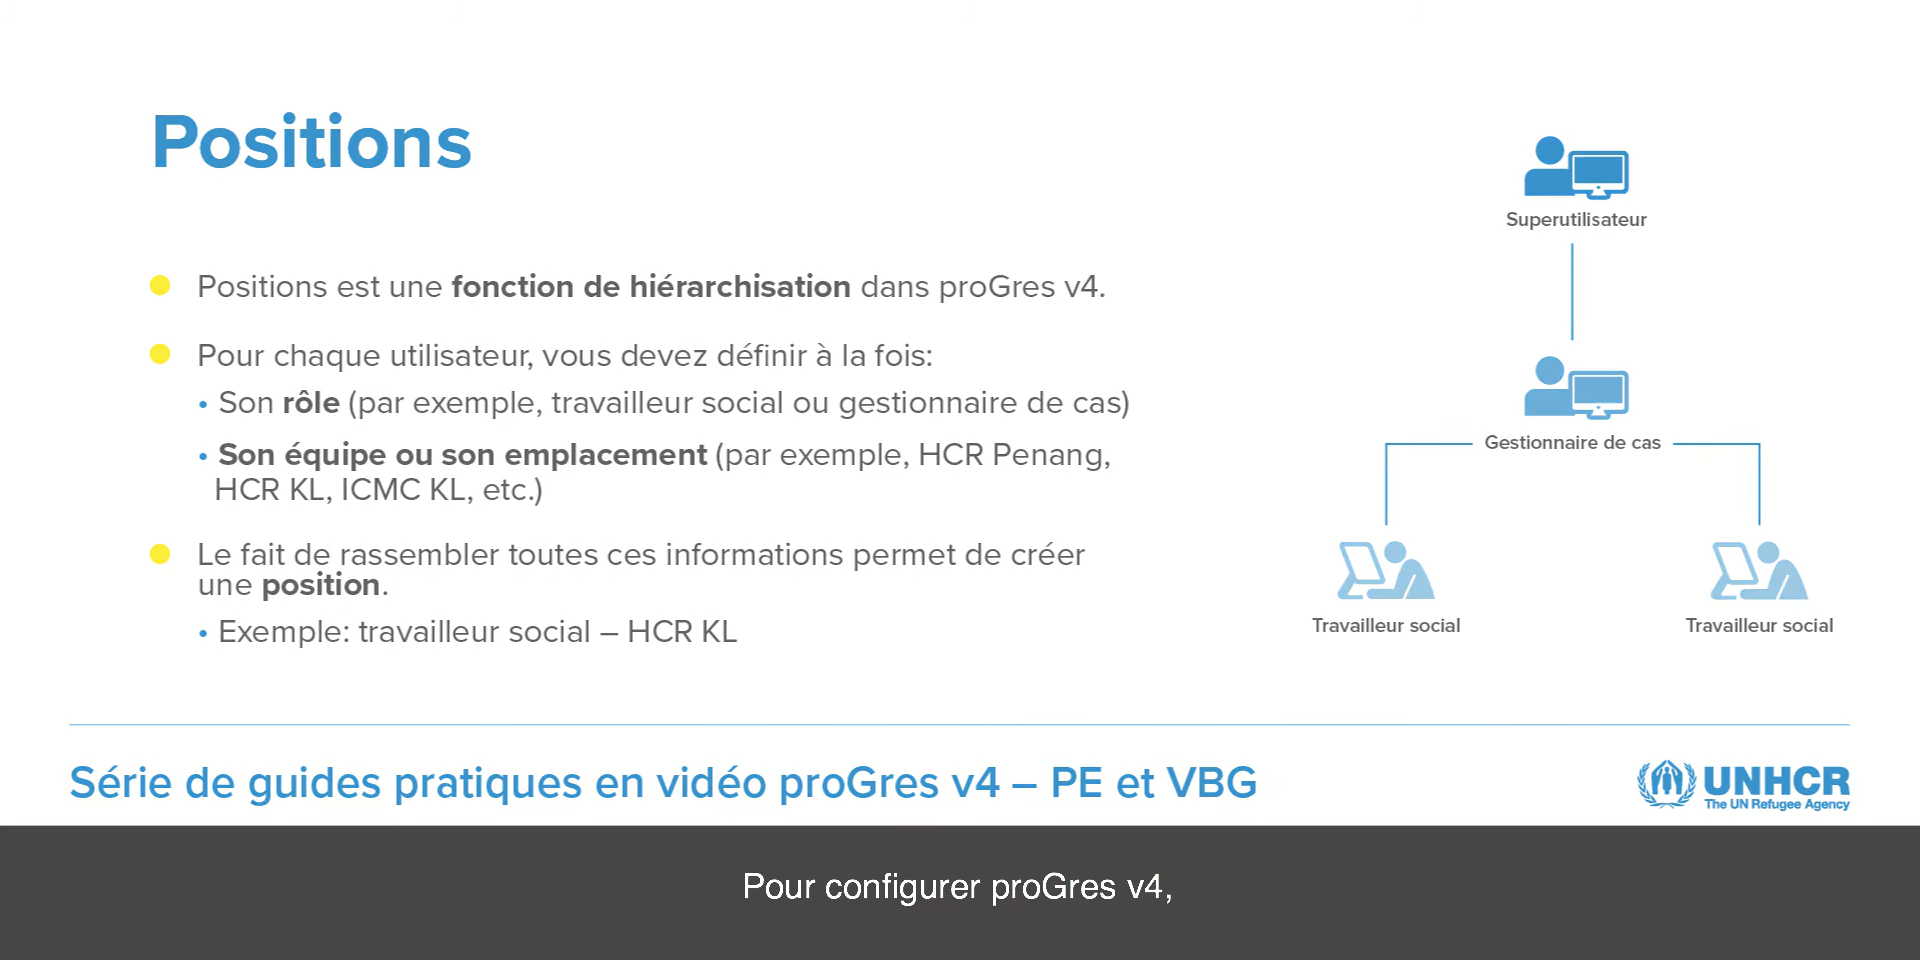 Positions
Positions est une fonction de hiérarchisation dans proGres v4.
Pour chaque utilisateur, vous devez définir à la fois:
• Son rôle (par exemple, travailleur social ou gestionnaire de cas)
• Son équipe ou son emplacement (par exemple, HCR Penang,
HCR KL, ICMC KL, etc.)
Le fait de rassembler toutes ces informations permet de créer
une position.
• Exemple: travailleur social – HCR KL
Superutilisateur
Gestionnaire de cas
Travailleur social
Travailleur social
Série de guides pratiques en vidéo proGres v4 – PE et VBG
UNHCR
The UN Refugee Agency
Pour configurer proGres v4,